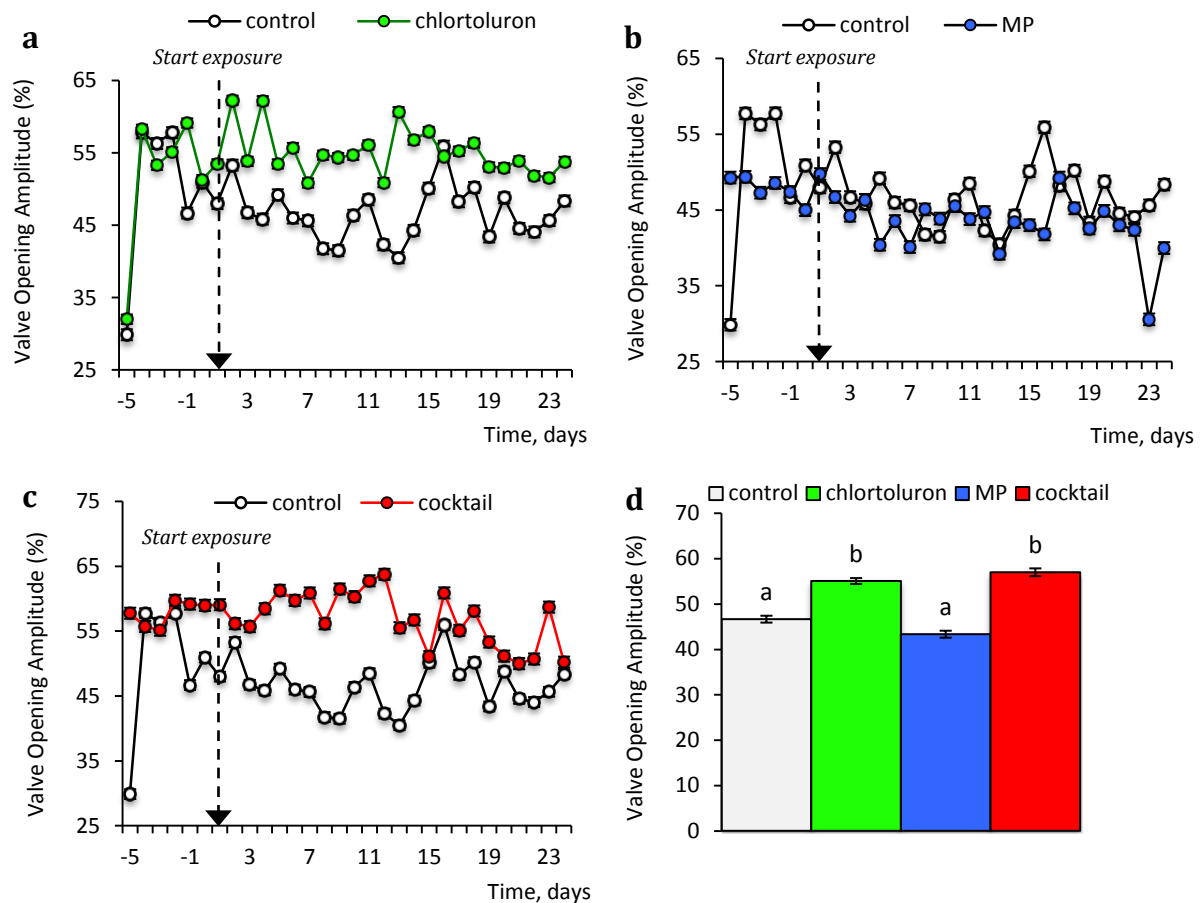 a
control chlortoluron
Start exposure
Valve Opening Amplitude (%)
65
55
45
35
25
-5 -1 3 7 11 15 19 23
Time, days
b
control MP
Start exposure
Valve Opening Amplitude (%)
65
55
45
35
25
-5 -1 3 7 11 15 19 23
Time, days
c
control cocktail
Start exposure
Valve Opening Amplitude (%)
75
65
55
45
35
25
-5 -1 3 7 11 15 19 23
Time, days
d
control chlortoluron MP cocktail
Valve Opening Amplitude (%)
70
60
50
40
30
20
10
0
a b a b